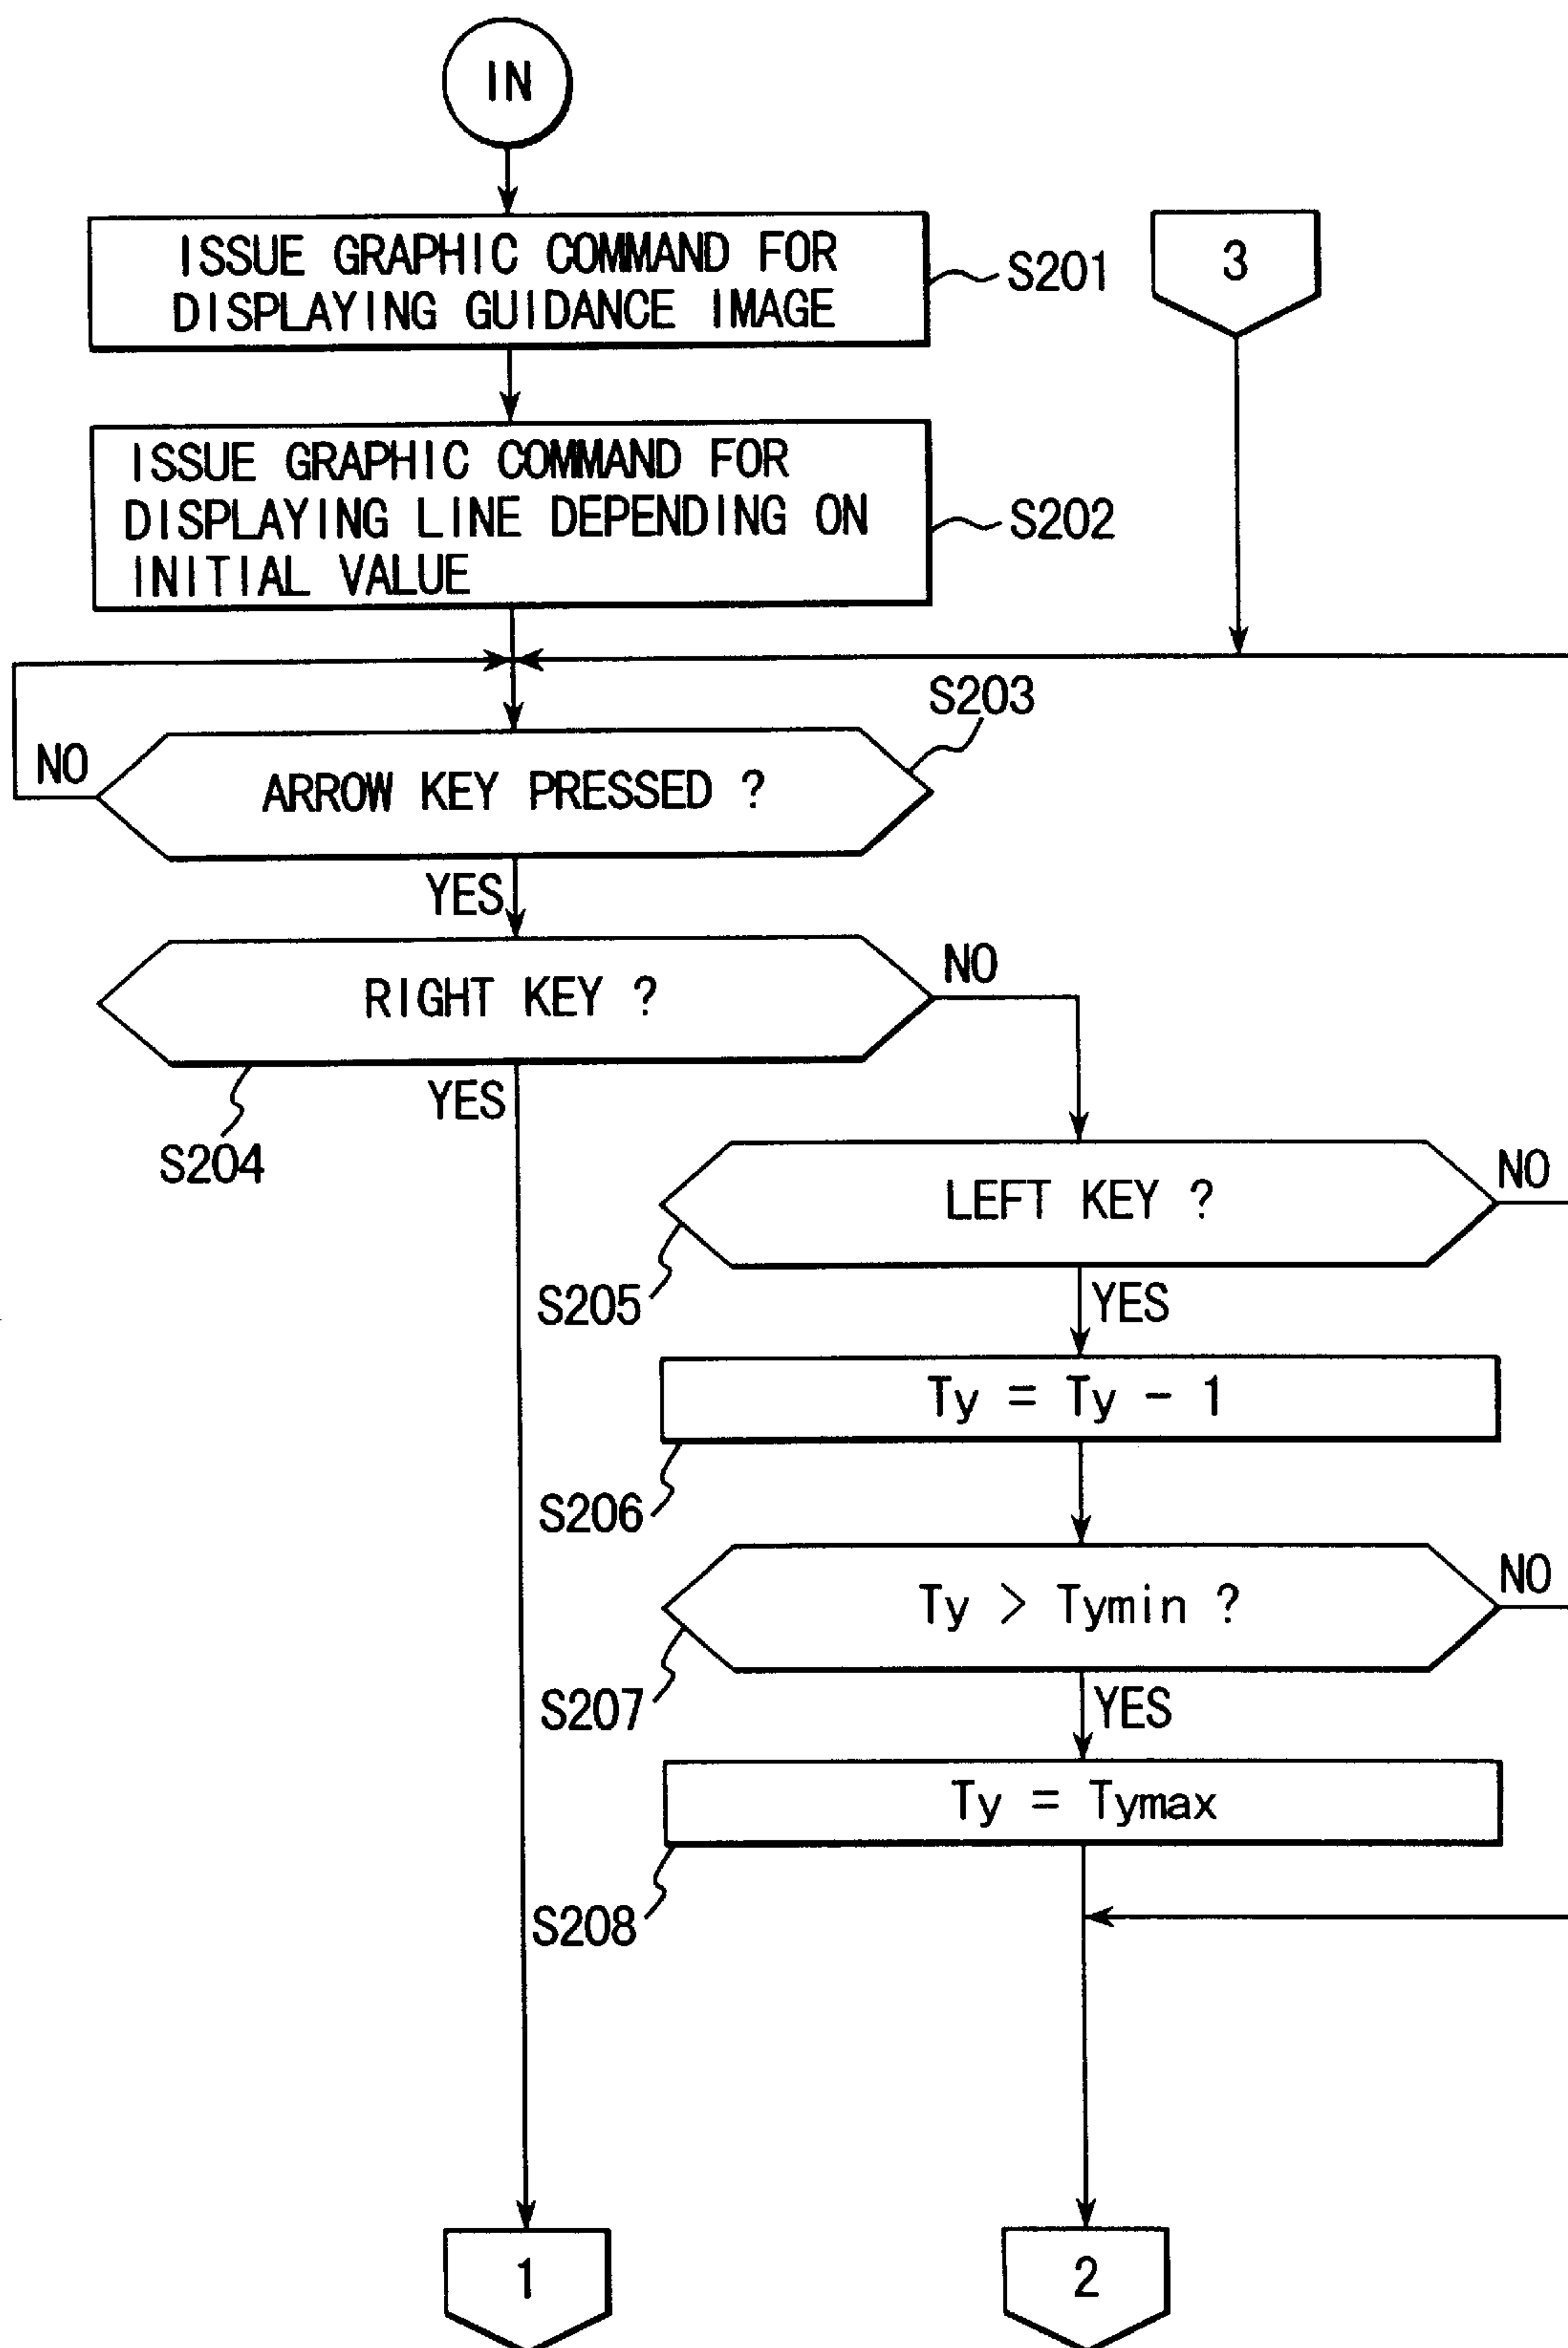 IN
ISSUE GRAPHIC COMMAND FOR
DISPLAYING GUIDANCE IMAGE
S201
3
ISSUE GRAPHIC COMMAND FOR
DISPLAYING LINE DEPENDING ON
INITIAL VALUE
S202
S203
NO
ARROW KEY PRESSED ?
YES
NO
RIGHT KEY ?
YES
S204
NO
LEFT KEY ?
S205
YES
Ty = Ty - 1
S206
NO
Ty > Tymin ?
S207
YES
Ty = Tymax
S208
1
2